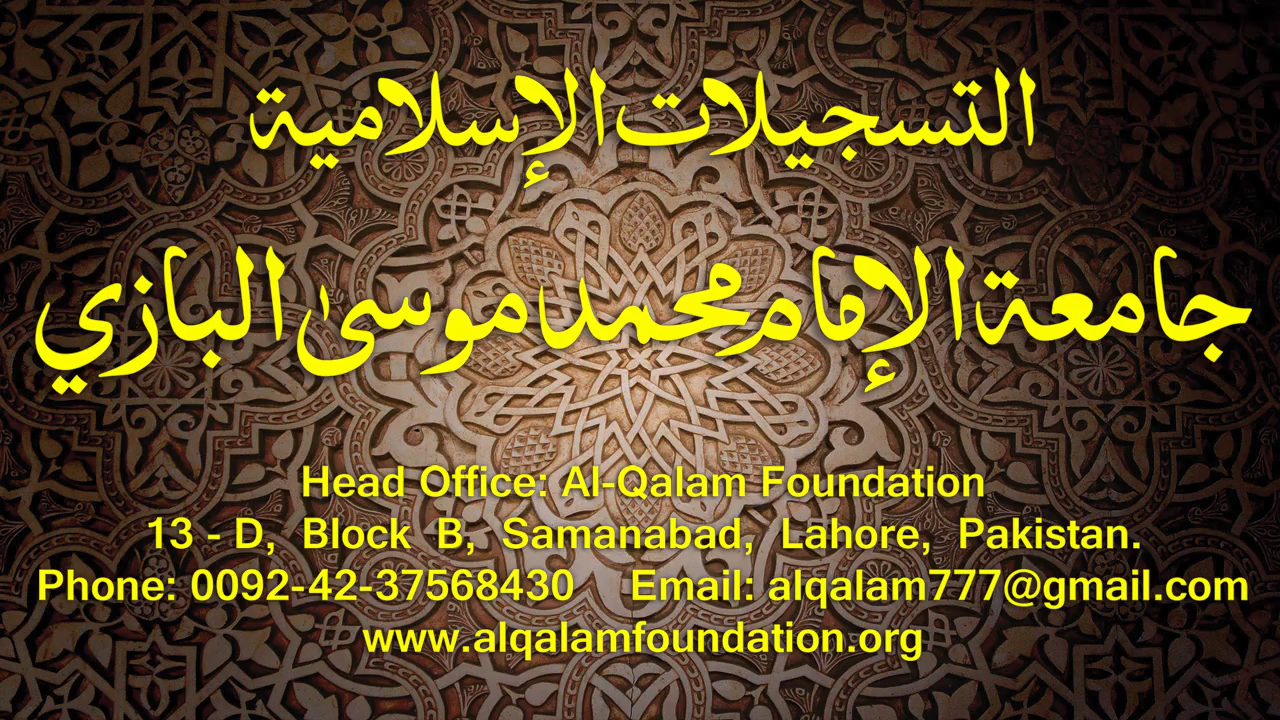 التسجيلات الإسلامية
جامعة الإمام محمد موسى البازي
Head Office: Al-Qalam Foundation
13 - D, Block B, Samanabad, Lahore, Pakistan.
Phone: 0092-42-37568430 Email: alqalam777@gmail.com
www.alqalamfoundation.org